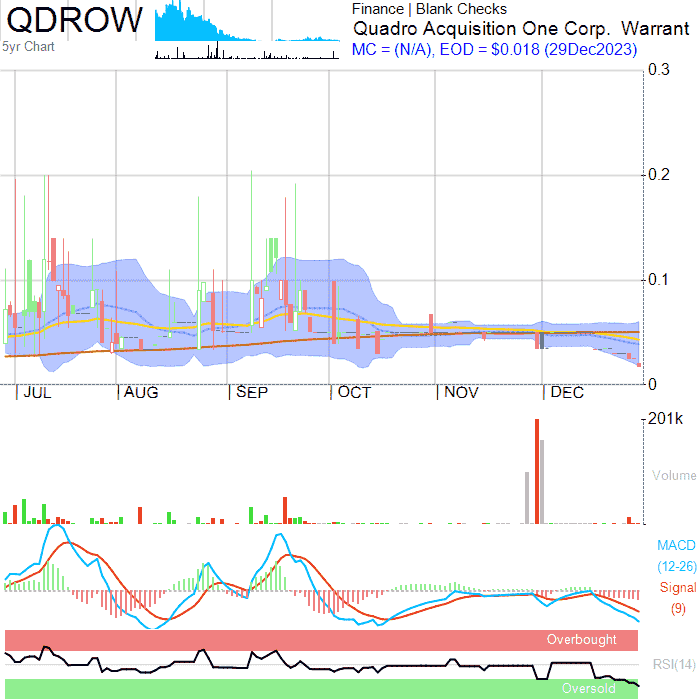 QDROW
5yr Chart
Finance | Blank Checks
Quadro Acquisition One Corp. Warrant
MC = (N/A), EOD = $0.018 (29Dec2023)
0.3
0.2
0.1
0
JUL AUG SEP OCT NOV DEC
201k
Volume
MACD
(12-26)
Signal
(9)
Overbought
RSI(14)
Oversold